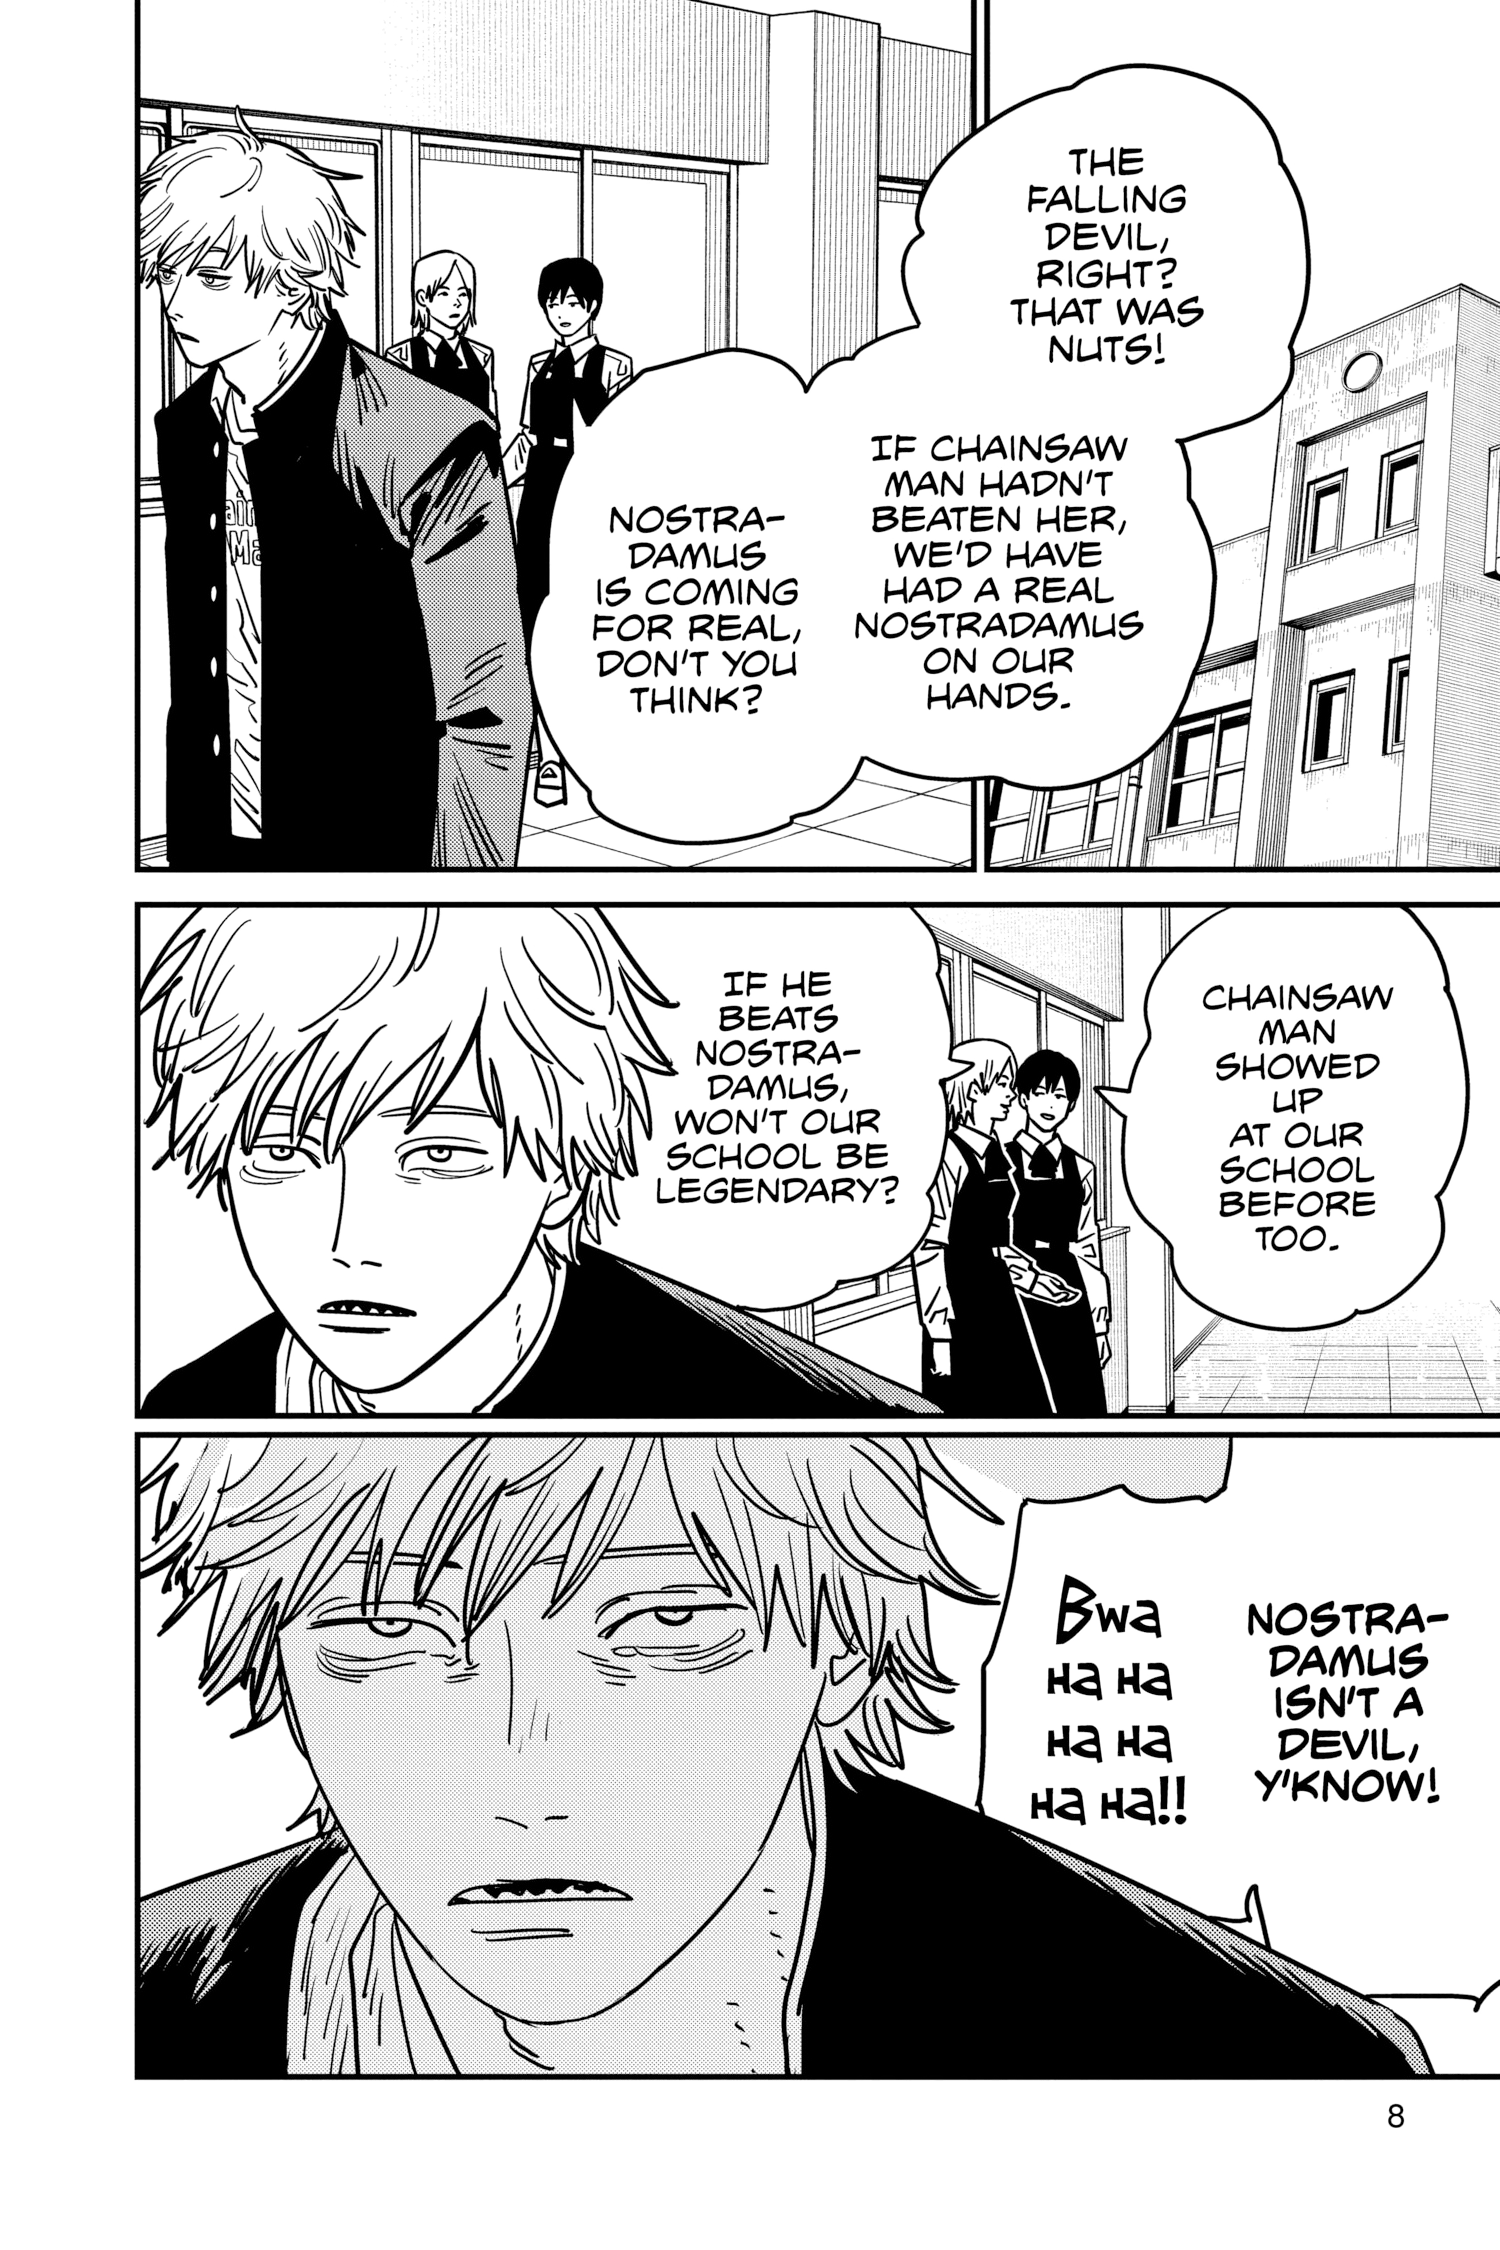 THE
FALLING
DEVIL,
RIGHT?
THAT WAS
NUTS!
IF CHAINSAW
MAN HADN'T
BEATEN HER,
WE'D HAVE
HAD A REAL
NOSTRADAMUS
ON OUR
HANDS.
NOSTRA-
DAMUS
IS COMING
FOR REAL,
DON'T YOU
THINK?
ain
Ma
CHAINSAW
MAN
SHOWED
UP
AT OUR
SCHOOL
BEFORE
TOO.
IF HE
BEATS
NOSTRA-
DAMUS,
WON'T OUR
SCHOOL BE
LEGENDARY?
NOSTRA-
DAMUS
ISN'T A
DEVIL,
Y'KNOW!
Bwa
Ha Ha
Ha Ha
Ha Ha!!
8